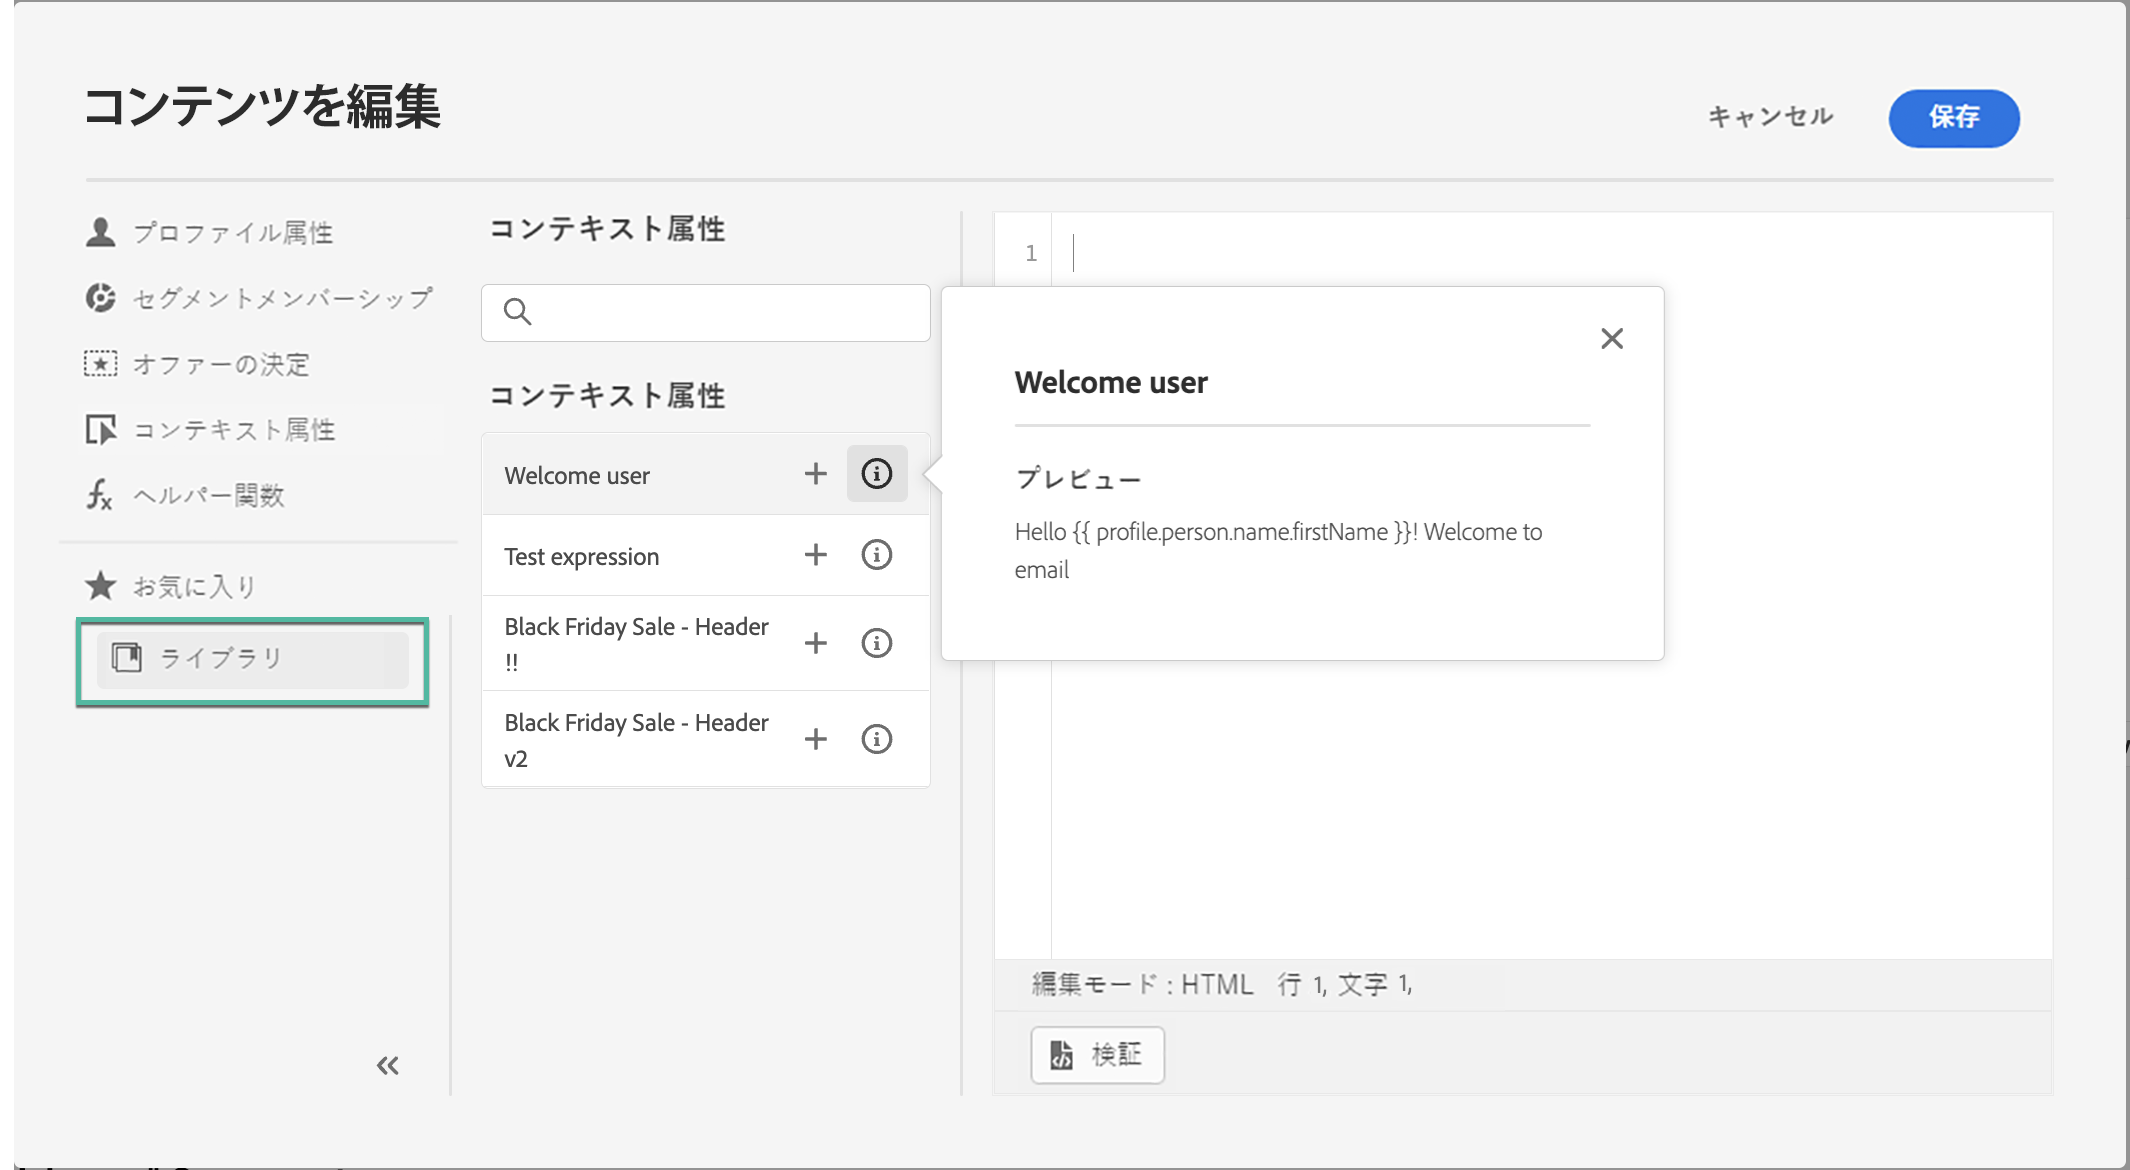 コンテンツを編集
キャンセル
保存
プロファイル属性
セグメントメンバーシップ
オファーの決定
コンテキスト属性
ヘルパー関数
お気に入り
ライブラリ
コンテキスト属性
コンテキスト属性
Welcome user
Test expression
Black Friday Sale - Header
!!
Black Friday Sale - Header
v2
1
Welcome user
プレビュー
Hello {{ profile.person.name.firstName }}! Welcome to
email
編集モード : HTML 行 1, 文字 1,
検証